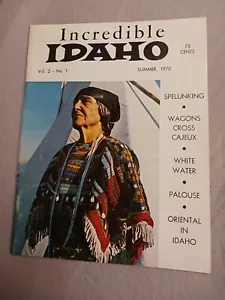 Incredible
IDAHO
75 CENTS
Vol. 2 - No. 1
SUMMER, 1970
SPELUNKING
•
WAGONS
CROSS
CAJEUX
•
WHITE
WATER
•
PALOUSE
•
ORIENTAL
IN
IDAHO